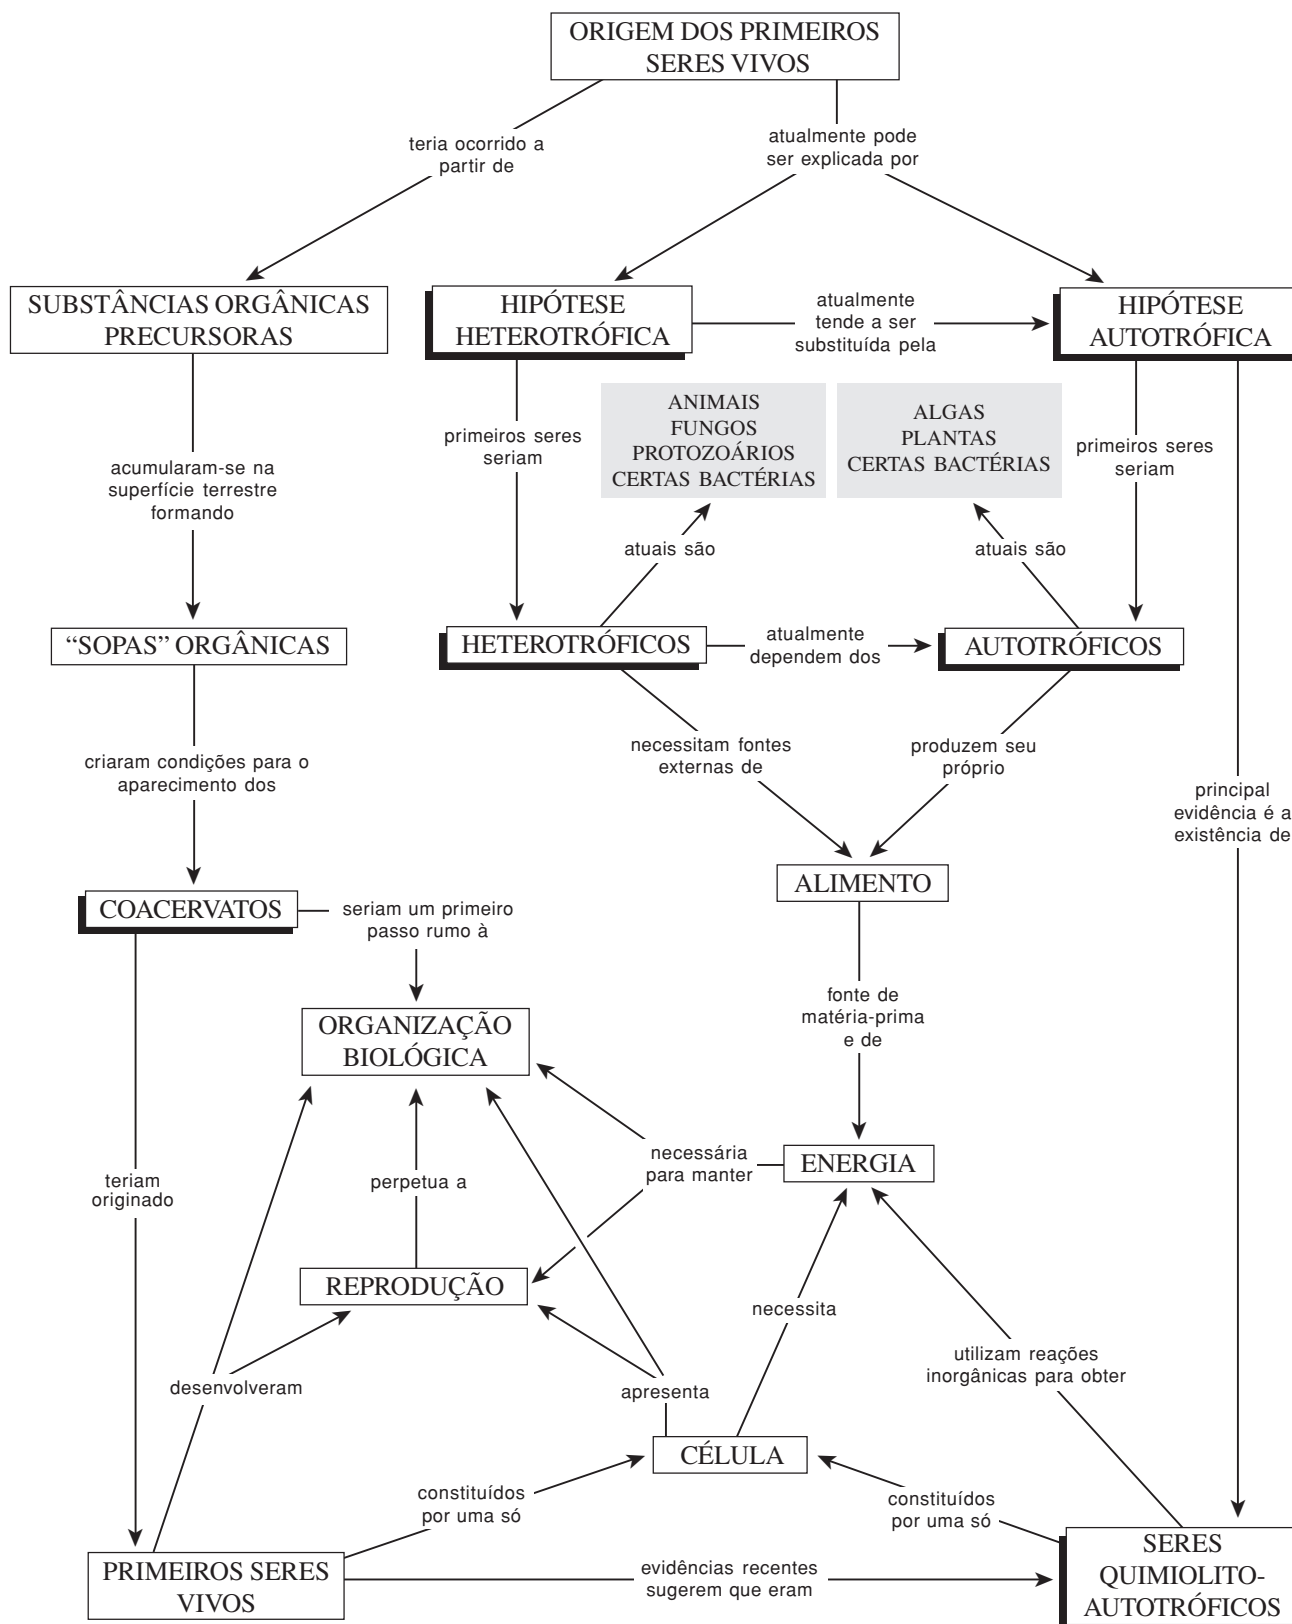 ORIGEM DOS PRIMEIROS
SERES VIVOS
teria ocorrido a
partir de
atualmente pode
ser explicada por
SUBSTÂNCIAS ORGÂNICAS
PRECURSORAS
HIPÓTESE
HETEROTRÓFICA
atualmente
tende a ser
substituída pela
HIPÓTESE
AUTOTRÓFICA
ANIMAIS
FUNGOS
PROTOZOÁRIOS
CERTAS BACTÉRIAS
ALGAS
PLANTAS
CERTAS BACTÉRIAS
primeiros seres
seriam
primeiros seres
seriam
acumularam-se na
superfície terrestre
formando
atuais são
atuais são
“SOPAS” ORGÂNICAS
HETEROTRÓFICOS
atualmente
dependem dos
AUTOTRÓFICOS
criaram condições para o
aparecimento dos
necessitam fontes
externas de
produzem seu
próprio
principal
evidência é a
existência de
ALIMENTO
COACERVATOS
seriam um primeiro
passo rumo à
fonte de
matéria-prima
e de
ORGANIZAÇÃO
BIOLÓGICA
teriam
originado
perpetua a
necessária
para manter
ENERGIA
REPRODUÇÃO
necessita
desenvolveram
apresenta
utilizam reações
inorgânicas para obter
CÉLULA
constituídos
por uma só
constituídos
por uma só
PRIMEIROS SERES
VIVOS
evidências recentes
sugerem que eram
SERES
QUIMIOLITO-
AUTOTRÓFICOS